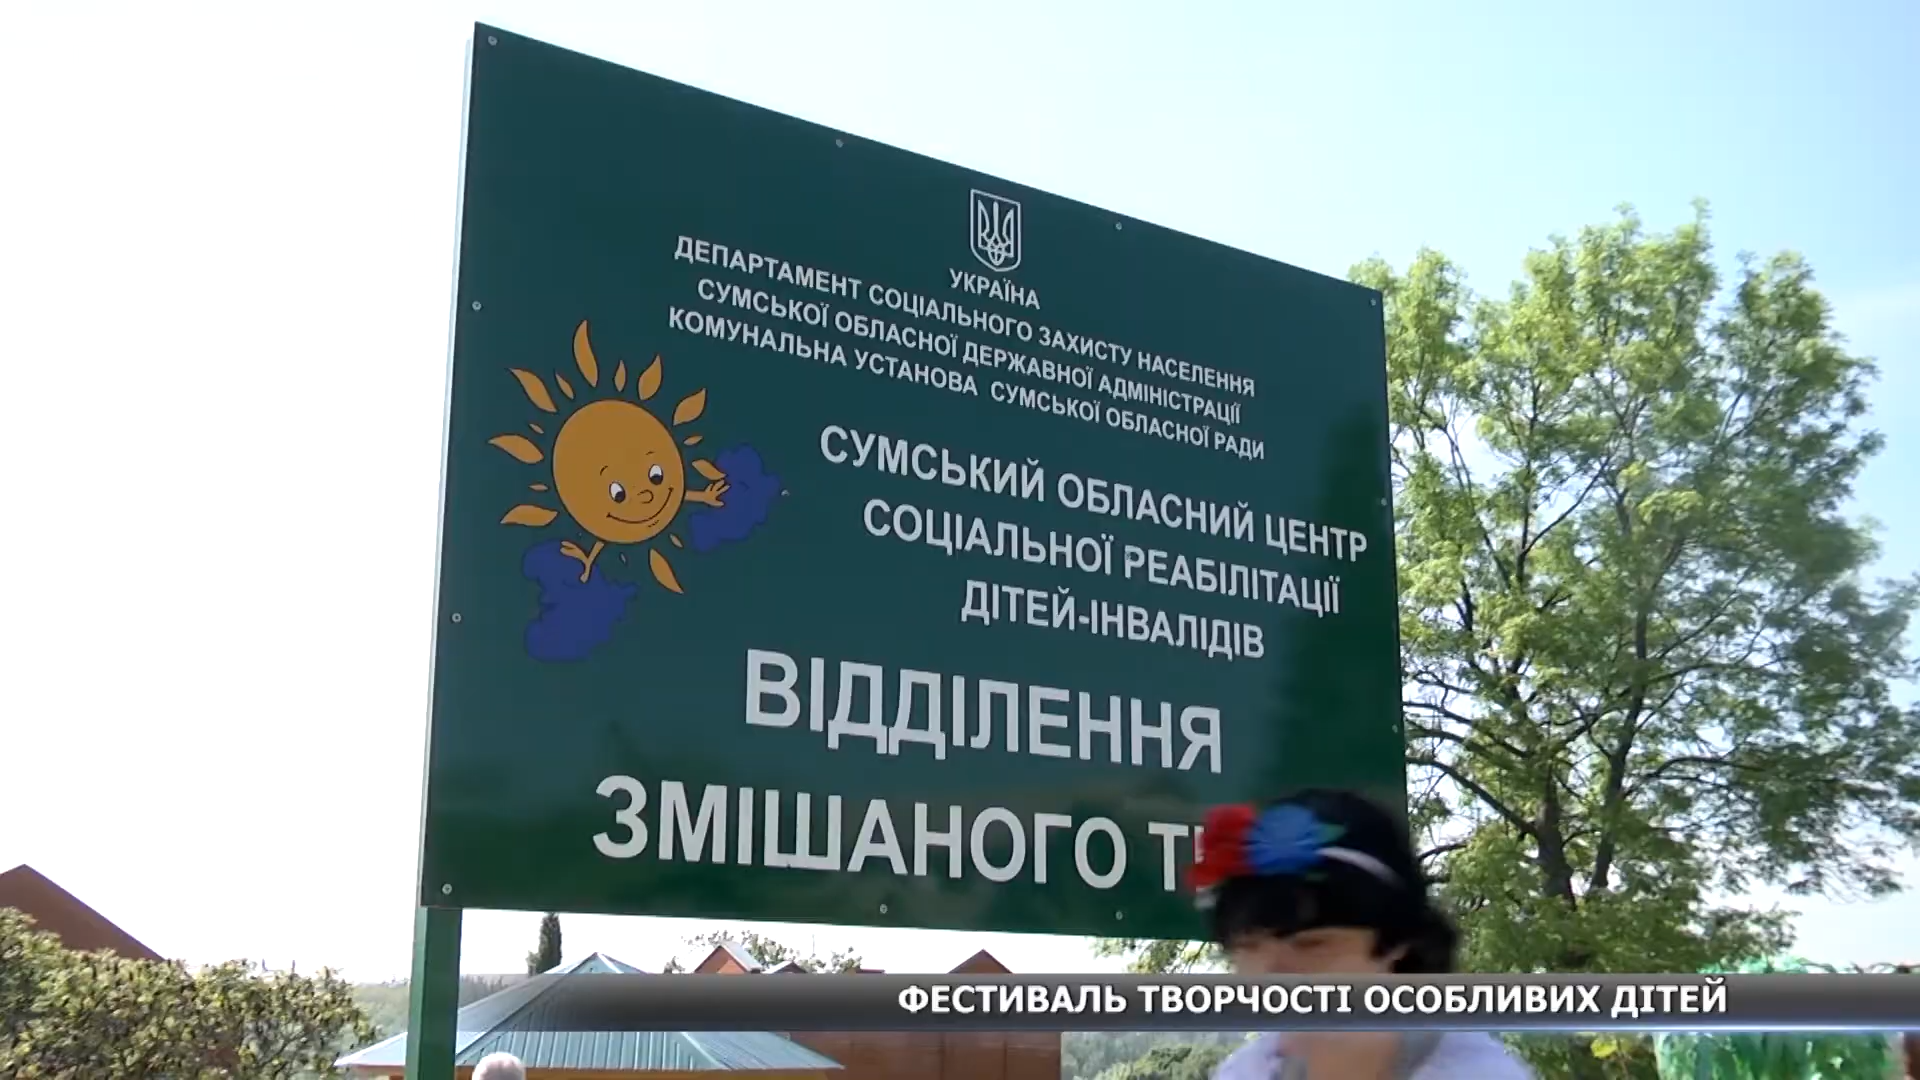 УКРАЇНА
ДЕПАРТАМЕНТ СОЦІАЛЬНОГО ЗАХИСТУ НАСЕЛЕННЯ
СУМСЬКОЇ ОБЛАСНОЇ ДЕРЖАВНОЇ АДМІНІСТРАЦІЇ
КОМУНАЛЬНА УСТАНОВА СУМСЬКОЇ ОБЛАСНОЇ РАДИ
СУМСЬКИЙ ОБЛАСНИЙ ЦЕНТР
СОЦІАЛЬНОЇ РЕАБІЛІТАЦІЇ
ДІТЕЙ-ІНВАЛІДІВ
ВІДДІЛЕННЯ
ЗМІШАНОГО
ФЕСТИВАЛЬ ТВОРЧОСТІ ОСОБЛИВИХ ДІТЕЙ